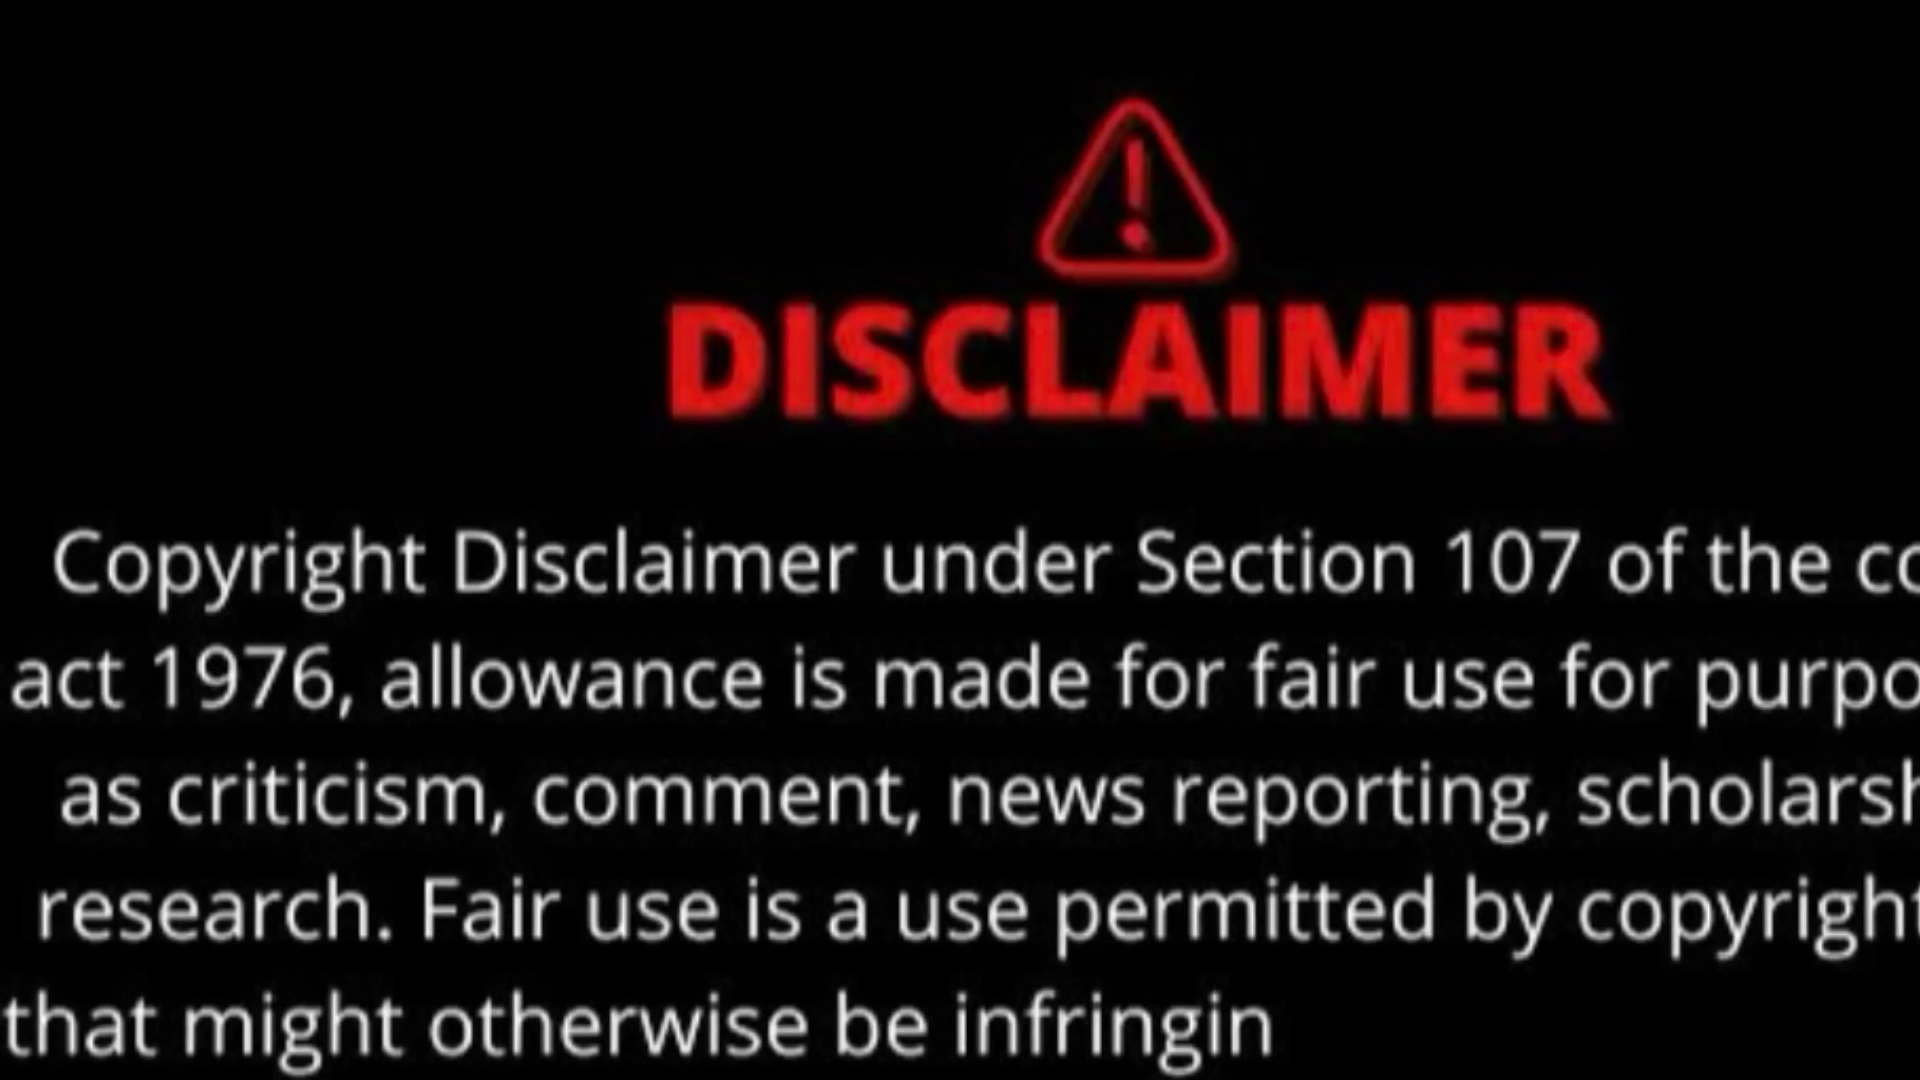 DISCLAIMER
Copyright Disclaimer under Section 107 of the co
act 1976, allowance is made for fair use for purpo
as criticism, comment, news reporting, scholarsh
research. Fair use is a use permitted by copyright
that might otherwise be infringin